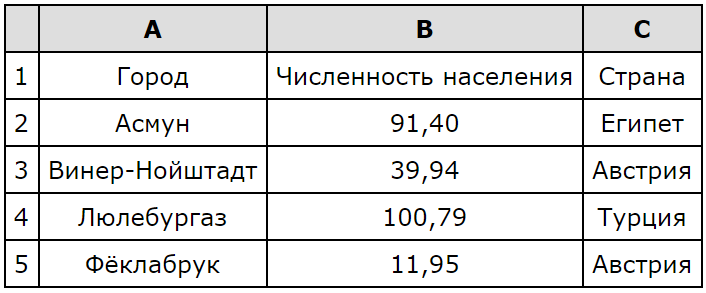 A B C
1 Город Численность населения Страна
2 Асмун 91,40 Египет
3 Винер-Нойштадт 39,94 Австрия
4 Люлебургаз 100,79 Турция
5 Фёклабрук 11,95 Австрия